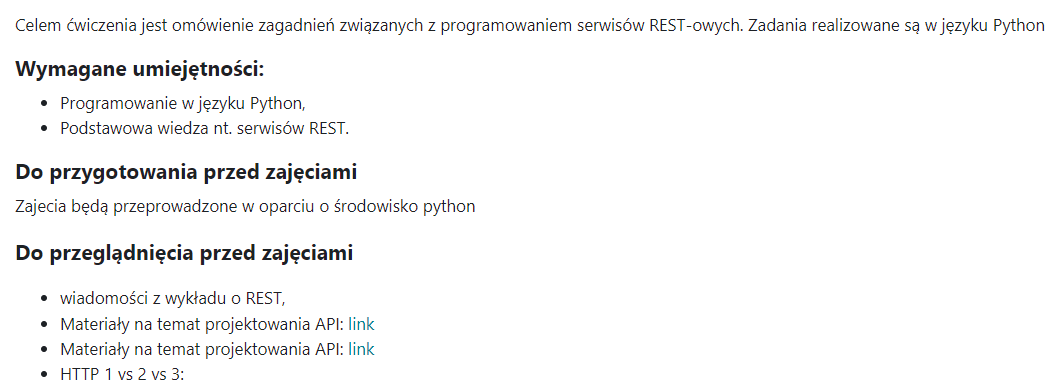 Celem ćwiczenia jest omówienie zagadnień związanych z programowaniem serwisów REST-owych. Zadania realizowane są w języku Python
Wymagane umiejętności:
• Programowanie w języku Python,
• Podstawowa wiedza nt. serwisów REST.
Do przygotowania przed zajęciami
Zajecia będą przeprowadzone w oparciu o środowisko python
Do przeglądnięcia przed zajęciami
• wiadomości z wykładu o REST,
• Materiały na temat projektowania API: link
• Materiały na temat projektowania API: link
• HTTP 1 vs 2 vs 3: